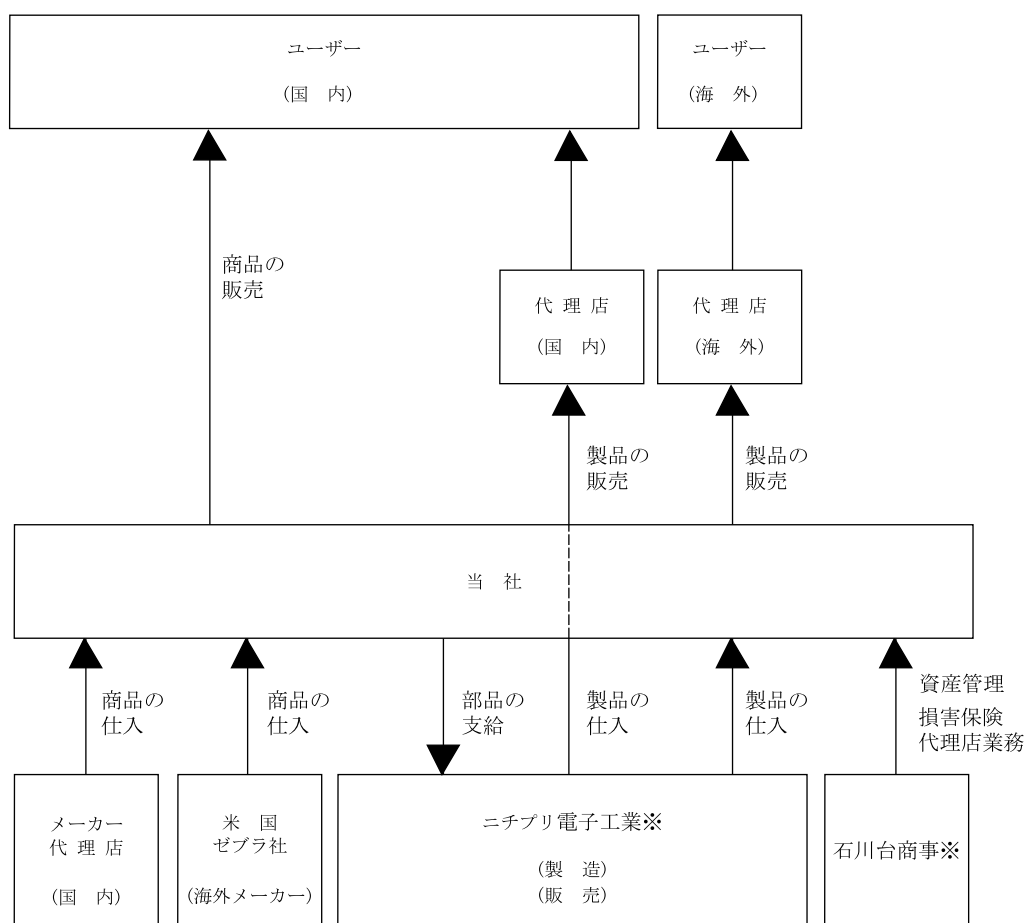 ユーザー
(国 内)
ユーザー
(海 外)
商品の
販売
代 理 店
(国 内)
代 理 店
(海 外)
製品の
販売
製品の
販売
当 社
商品の
仕入
商品の
仕入
部品の
支給
製品の
仕入
製品の
仕入
資産管理
損害保険
代理店業務
メーカー
代 理 店
(国 内)
米 国
ゼブラ社
(海外メーカー)
ニチプリ電子工業※
(製 造)
(販 売)
石川台商事※